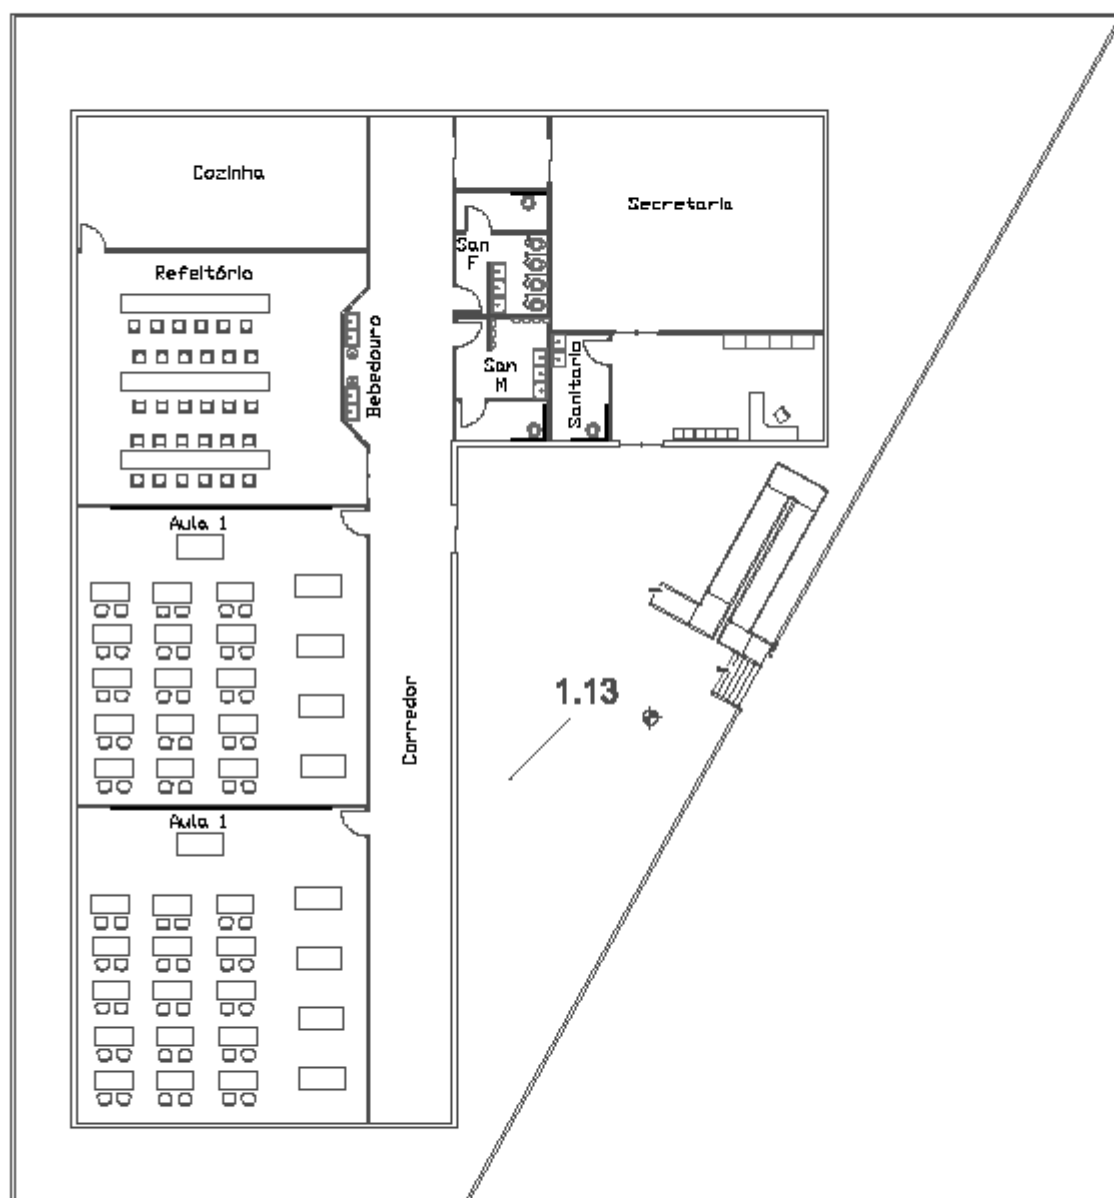 Cozinha
Secretaria
San
F
Refeitório
Bebedouro
San
M
Sanitario
Aula 1
1.13
Corredor
Aula 1